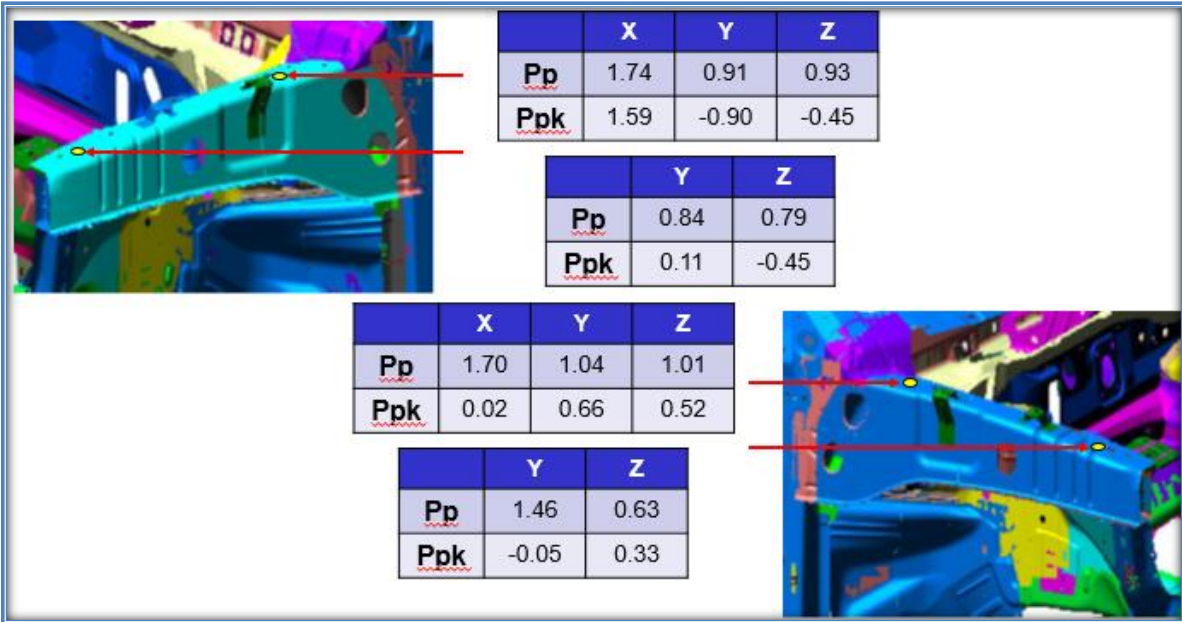 X Y Z
Pp 1.74 0.91 0.93
Ppk 1.59 -0.90 -0.45
Y Z
Pp 0.84 0.79
Ppk 0.11 -0.45
X Y Z
Pp 1.70 1.04 1.01
Ppk 0.02 0.66 0.52
Y Z
Pp 1.46 0.63
Ppk -0.05 0.33